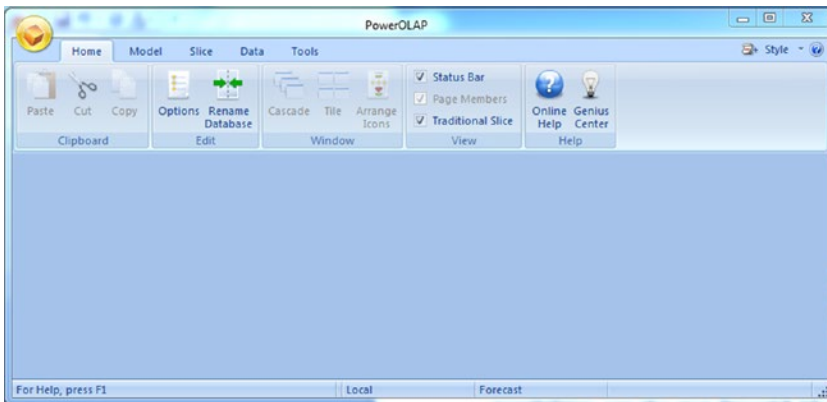 PowerOLAP
Home Model Slice Data Tools Style
Paste Cut Copy
Clipboard
Options Rename Database
Edit
Cascade Tile Arrange Icons
Window
Status Bar
Page Members
Traditional Slice
View
Online Help Genius Center
Help
For Help, press F1 Local Forecast